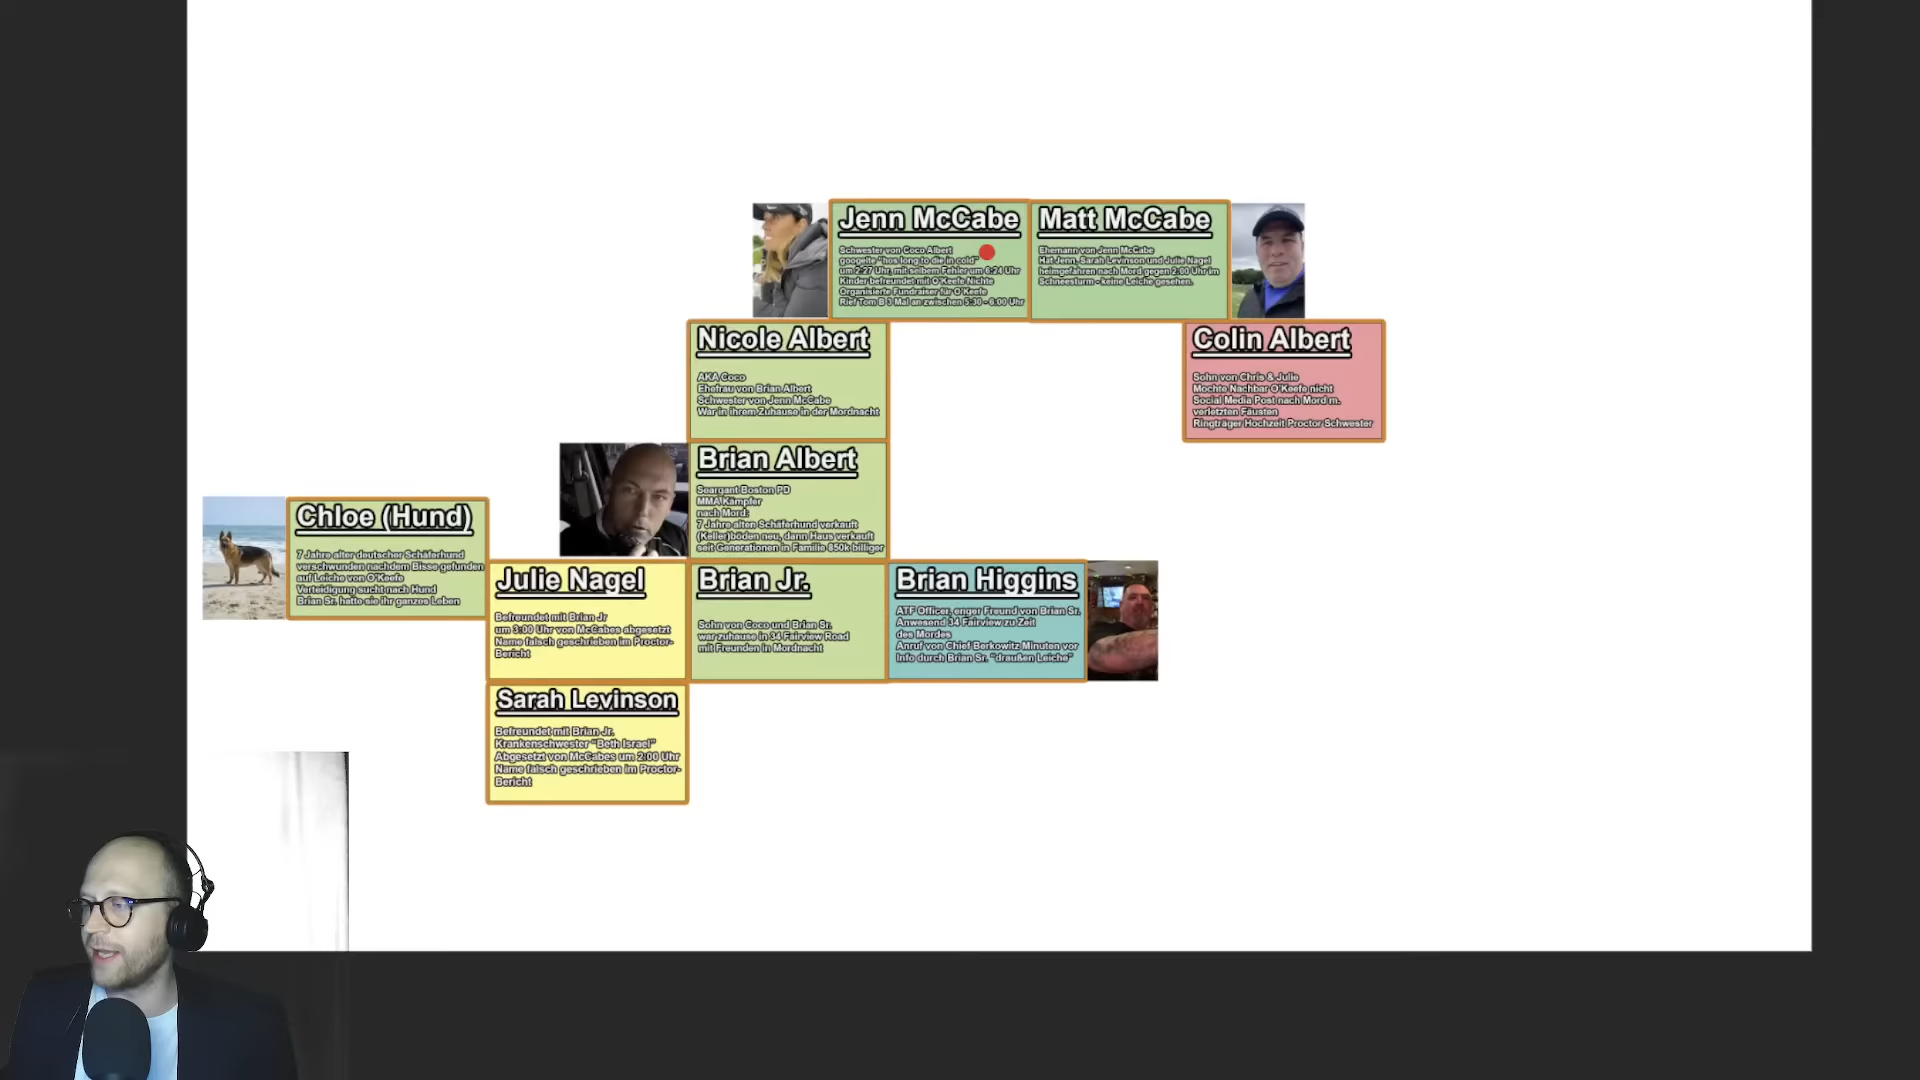 Jenn McCabe
Schwester von Coco Albert
googelte "hos long to die in cold"
um 2:27 Uhr, mit selbem Fehler um 6:24 Uhr
Kinder befreundet mit O'Keefe Nichte
Organisierte Fundraiser für O'Keefe
Rief Tom B 3 Mal an zwischen 5:30 - 6:00 Uhr
Matt McCabe
Ehemann von Jenn McCabe
Hat Jenn, Sarah Levinson und Julie Nagel
heimgefahren nach Mord gegen 2:00 Uhr im
Schneesturm - keine Leiche gesehen.
Nicole Albert
AKA Coco
Ehefrau von Brian Albert
Schwester von Jenn McCabe
War in ihrem Zuhause in der Mordnacht
Colin Albert
Sohn von Chris & Julie
Mochte Nachbar O'Keefe nicht
Social Media Post nach Mord m.
verletzten Fäusten
Ringträger Hochzeit Proctor Schwester
Brian Albert
Seargant Boston PD
MMA Kämpfer
nach Mord:
7 Jahre alten Schäferhund verkauft
(Keller)böden neu, dann Haus verkauft
seit Generationen in Familie 850k billiger
Chloe (Hund)
7 Jahre alter deutscher Schäferhund
verschwunden nachdem Bisse gefunden
auf Leiche von O'Keefe
Verteidigung sucht nach Hund
Brian Sr. hatte sie ihr ganzes Leben
Julie Nagel
Befreundet mit Brian Jr
um 3:00 Uhr von McCabes abgesetzt
Name falsch geschrieben im Proctor-
Bericht
Brian Jr.
Sohn von Coco und Brian Sr.
war zuhause in 34 Fairview Road
mit Freunden in Mordnacht
Brian Higgins
ATF Officer, enger Freund von Brian Sr.
Anwesend 34 Fairview zu Zeit
des Mordes
Anruf von Chief Berkowitz Minuten vor
Info durch Brian Sr. "draußen Leiche"
Sarah Levinson
Befreundet mit Brian Jr.
Krankenschwester "Beth Israel"
Abgesetzt von McCabes um 2:00 Uhr
Name falsch geschrieben im Proctor-
Bericht